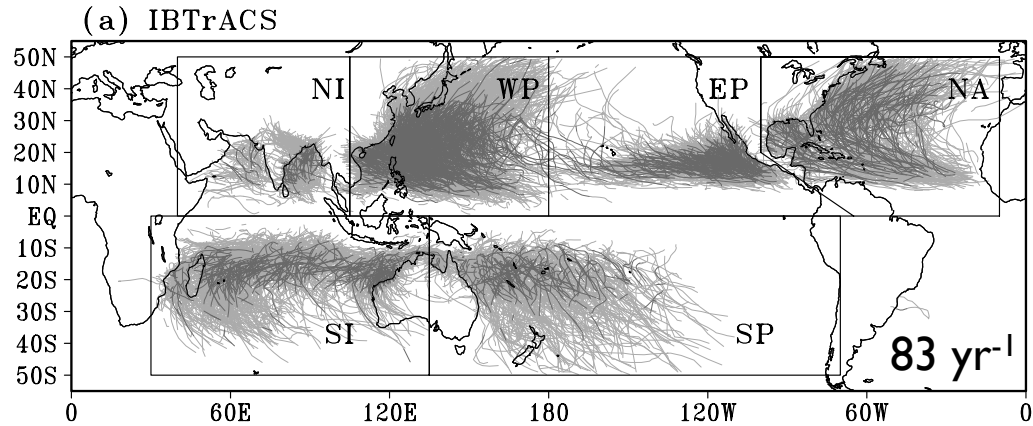 (a) IBTrACS
50N
40N
30N
20N
10N
EQ
10S
20S
30S
40S
50S
NI
WP
EP
NA
SI
SP
83 yr-1
0
60E
120E
180
120W
60W
0